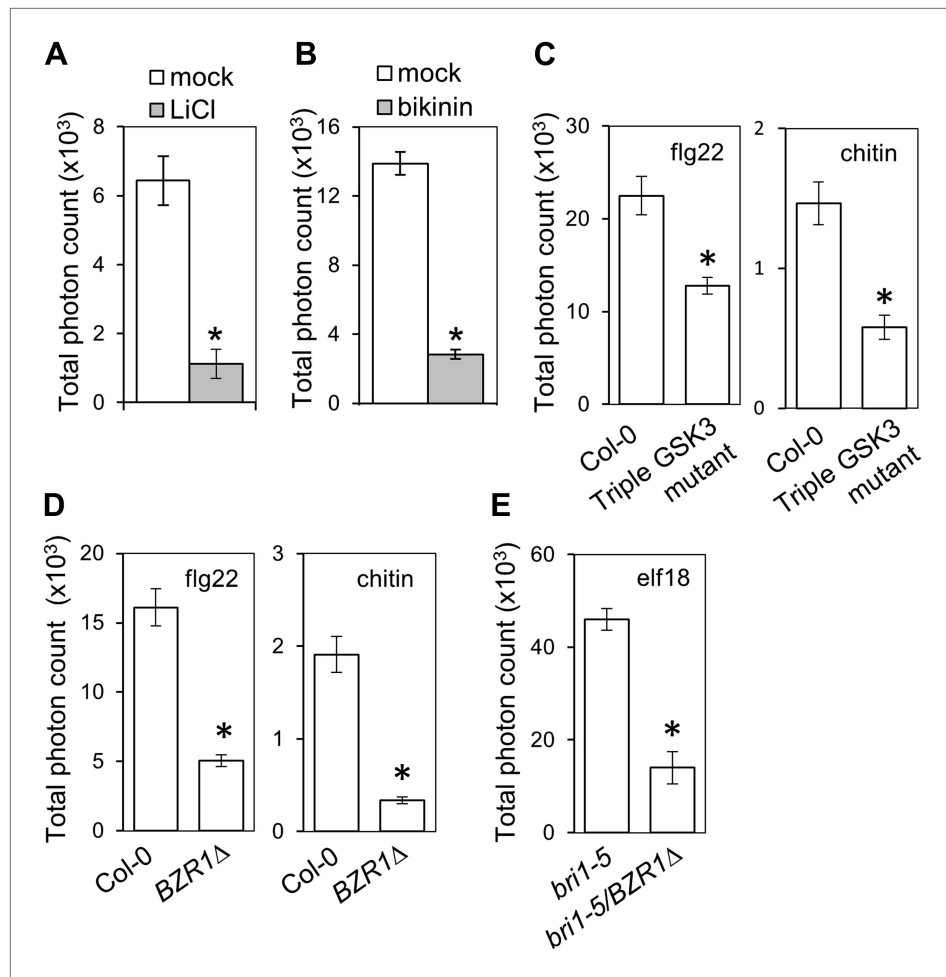 A
mock
LiCl
Total photon count (x10³)
8
6
4
2
0
*
B
mock
bikinin
Total photon count (x10³)
16
12
8
4
0
*
C
flg22
Total photon count (x10³)
30
20
10
0
*
Col-0
Triple GSK3
mutant
chitin
2
1
0
*
Col-0
Triple GSK3
mutant
D
flg22
Total photon count (x10³)
20
15
10
5
0
*
Col-0
BZR1Δ
chitin
3
2
1
0
*
Col-0
BZR1Δ
E
elf18
Total photon count (x10³)
60
40
20
0
*
bri1-5
bri1-5/BZR1Δ